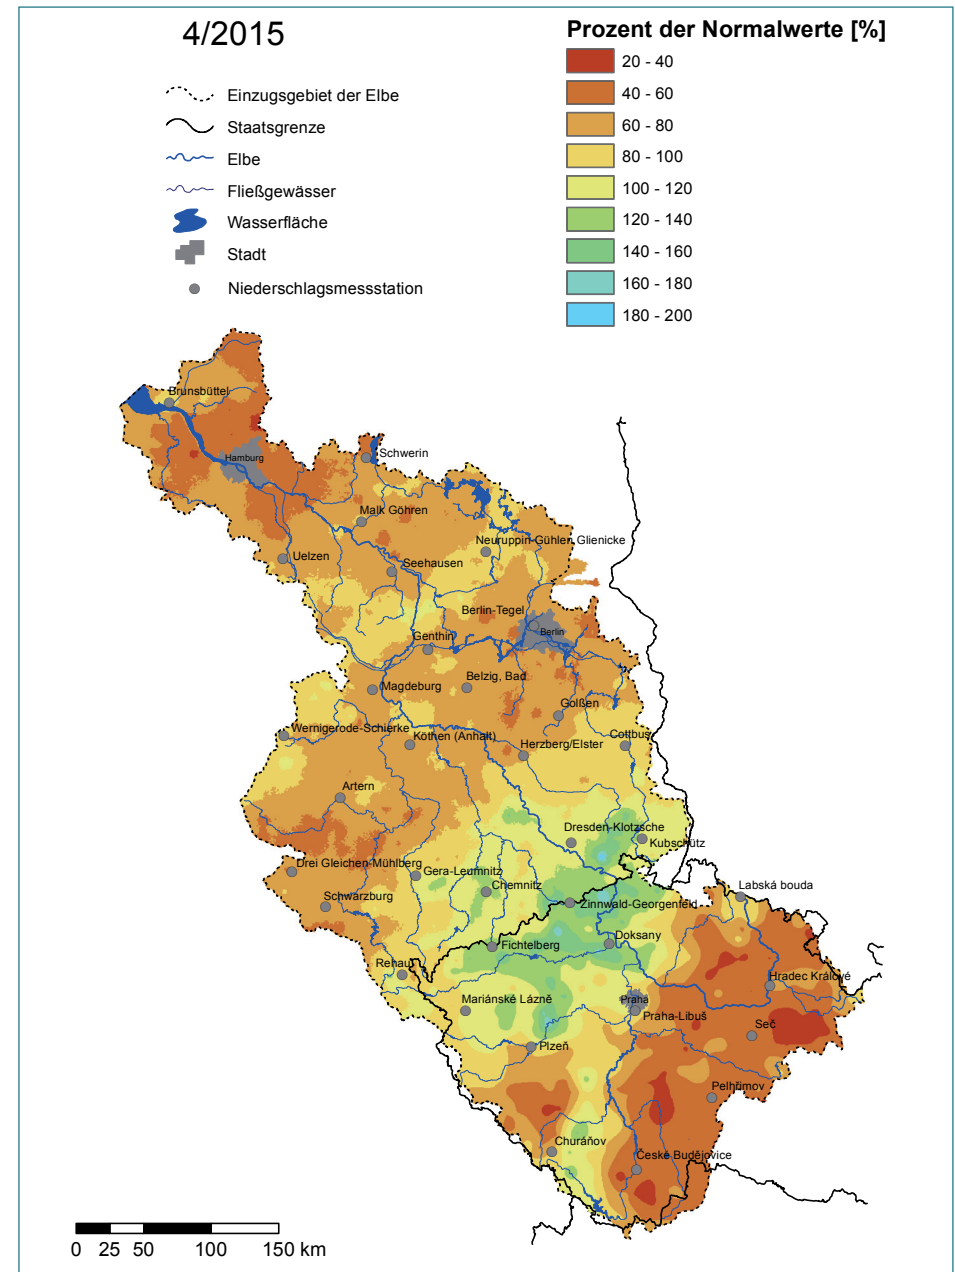 4/2015
Prozent der Normalwerte [%]
20 - 40
40 - 60
60 - 80
80 - 100
100 - 120
120 - 140
140 - 160
160 - 180
180 - 200
Einzugsgebiet der Elbe
Staatsgrenze
Elbe
Fließgewässer
Wasserfläche
Stadt
Niederschlagsmessstation
Brunsbüttel
Hamburg
Schwerin
Malk Göhren
Neuruppin-Gühlen Glienicke
Uelzen
Seehausen
Berlin-Tegel
Berlin
Genthin
Belzig, Bad
Magdeburg
Golßen
Wernigerode-Schierke
Köthen (Anhalt)
Cottbus
Herzberg/Elster
Artern
Dresden-Klotzsche
Kubschütz
Drei Gleichen-Mühlberg
Gera-Leumnitz
Chemnitz
Labská bouda
Schwarzburg
Zinnwald-Georgenfeld
Doksany
Fichtelberg
Rehau
Hradec Králové
Mariánské Lázně
Praha
Praha-Libuš
Seč
Plzeň
Pelhřimov
Churáňov
České Budějovice
0 25 50 100 150 km